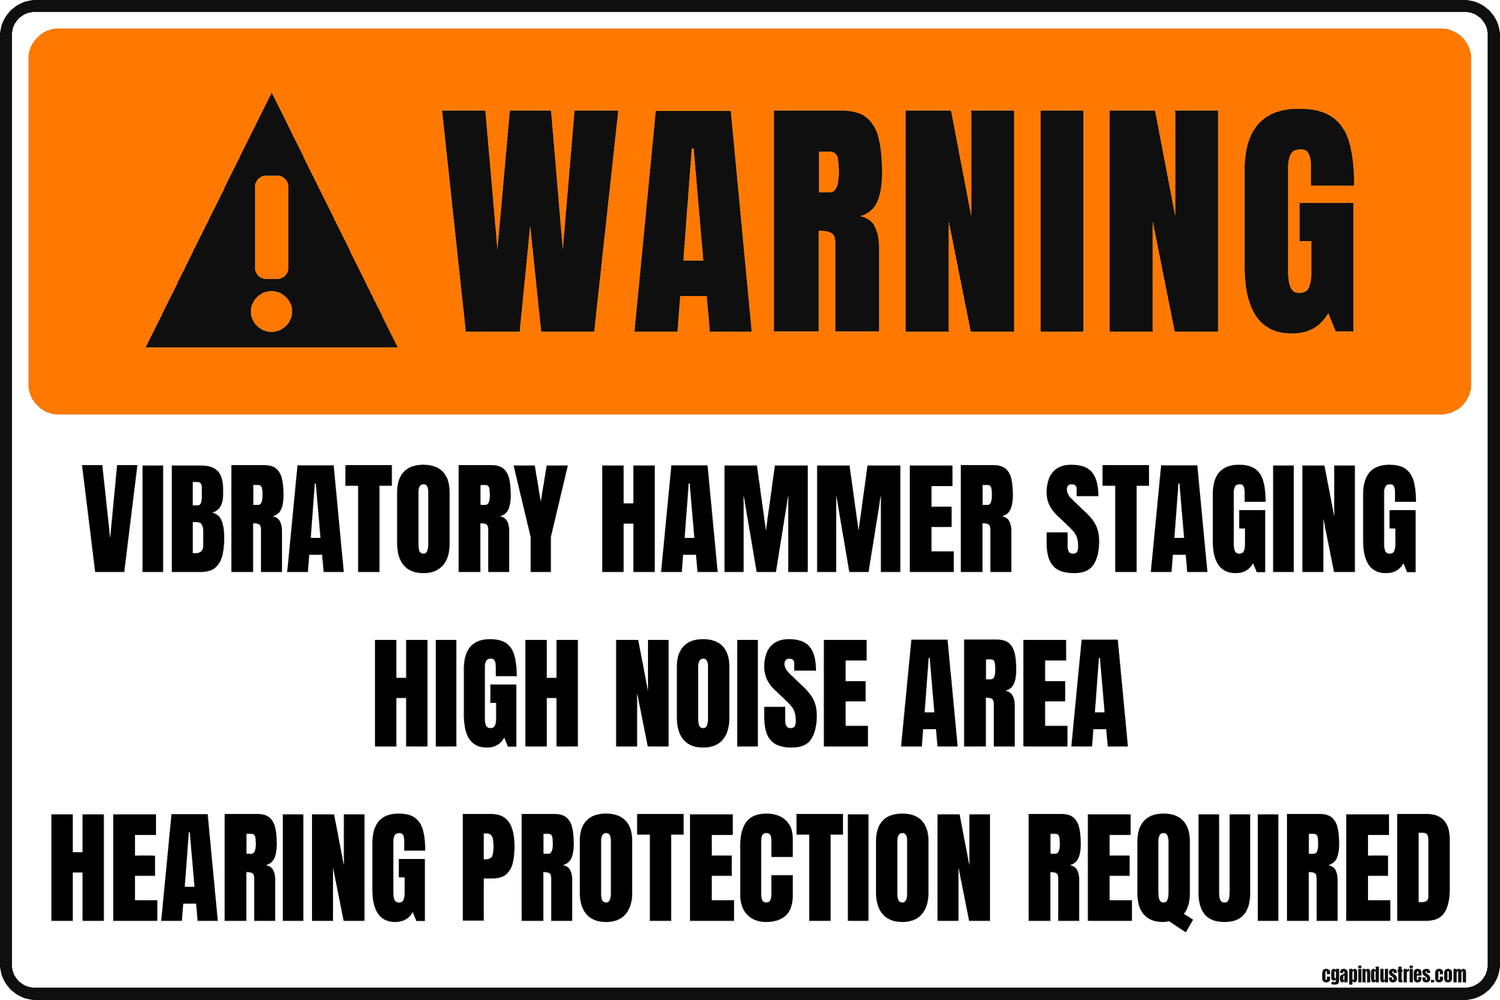 WARNING
VIBRATORY HAMMER STAGING
HIGH NOISE AREA
HEARING PROTECTION REQUIRED
cgapindustries.com